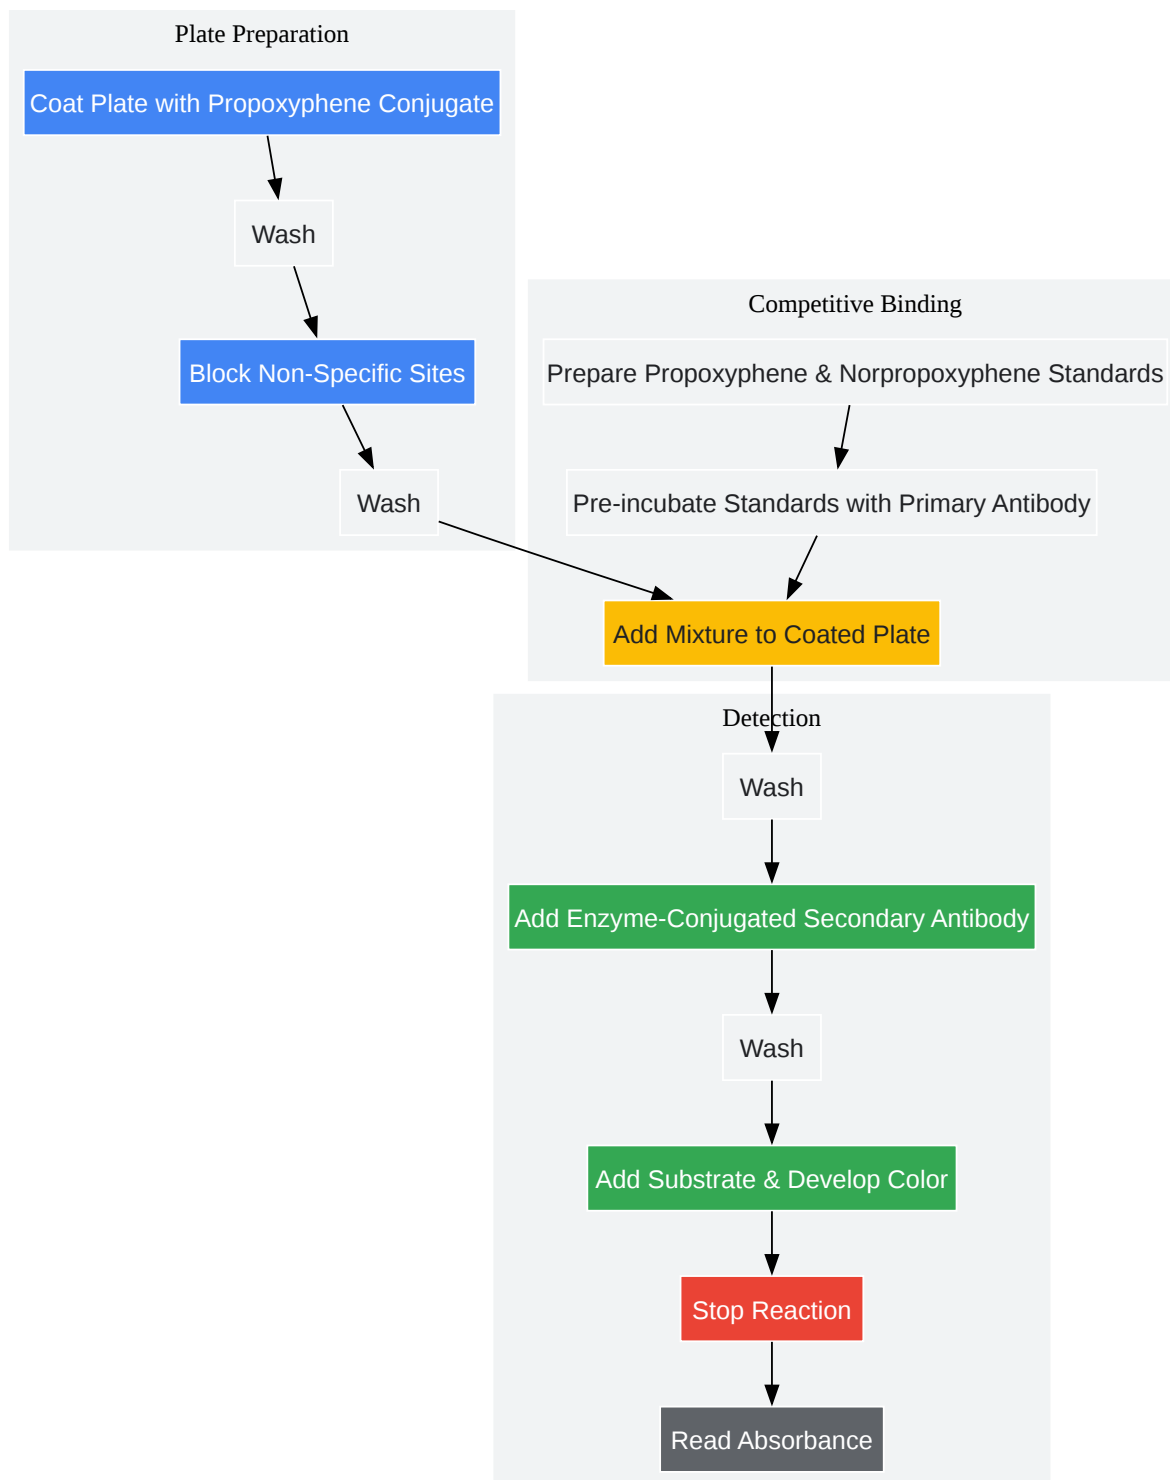 Plate Preparation
Coat Plate with Propoxyphene Conjugate
Wash
Block Non-Specific Sites
Wash
Competitive Binding
Prepare Propoxyphene & Norpropoxyphene Standards
Pre-incubate Standards with Primary Antibody
Add Mixture to Coated Plate
Detection
Wash
Add Enzyme-Conjugated Secondary Antibody
Wash
Add Substrate & Develop Color
Stop Reaction
Read Absorbance